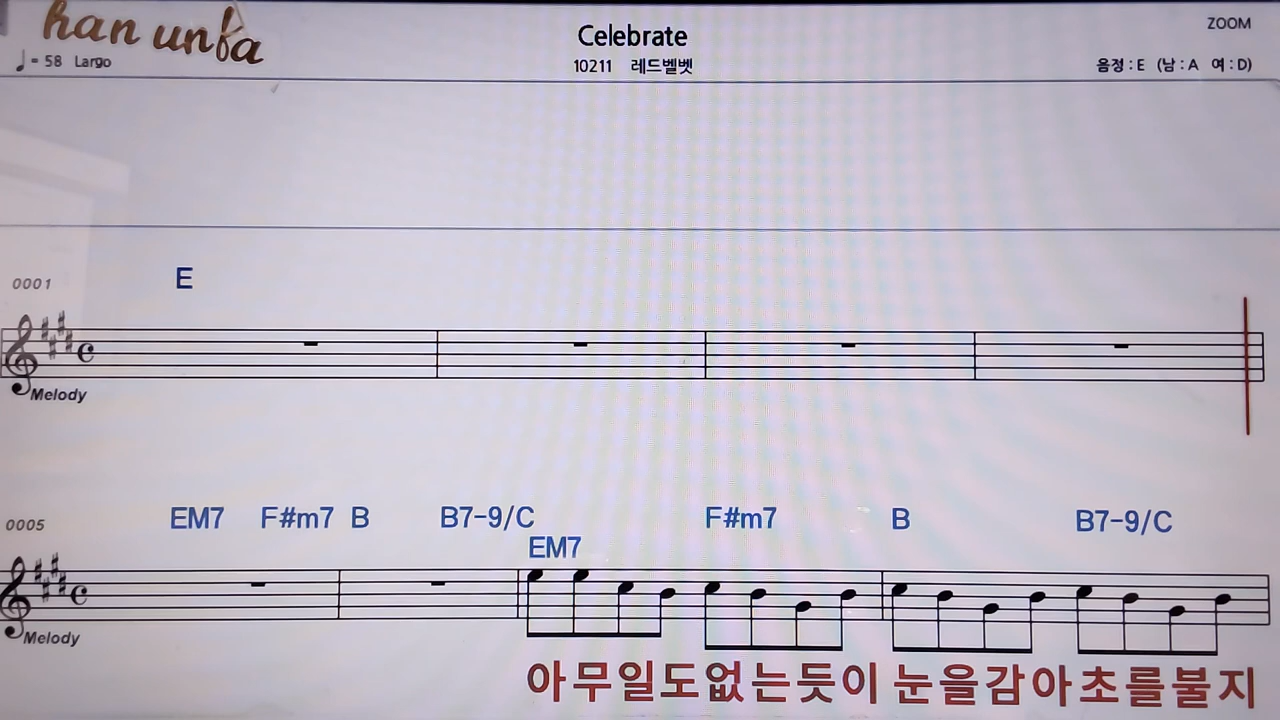 han unfa
Celebrate
ZOOM
♩= 58 Largo
10211 레드벨벳
음정 : E (남 : A 여 : D)
0001
E
Melody
0005
EM7 F#m7 B B7-9/C F#m7 B B7-9/C
EM7
Melody
아무일도없는듯이 눈을감아초를불지